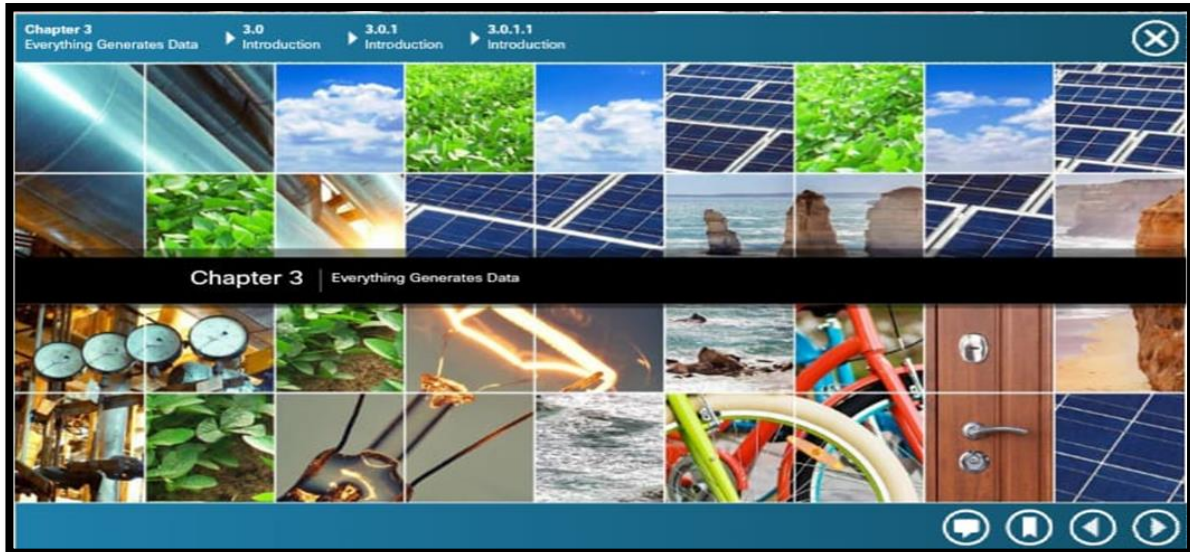 Chapter 3
Everything Generates Data
3.0
Introduction
3.0.1
Introduction
3.0.1.1
Introduction
Chapter 3 | Everything Generates Data